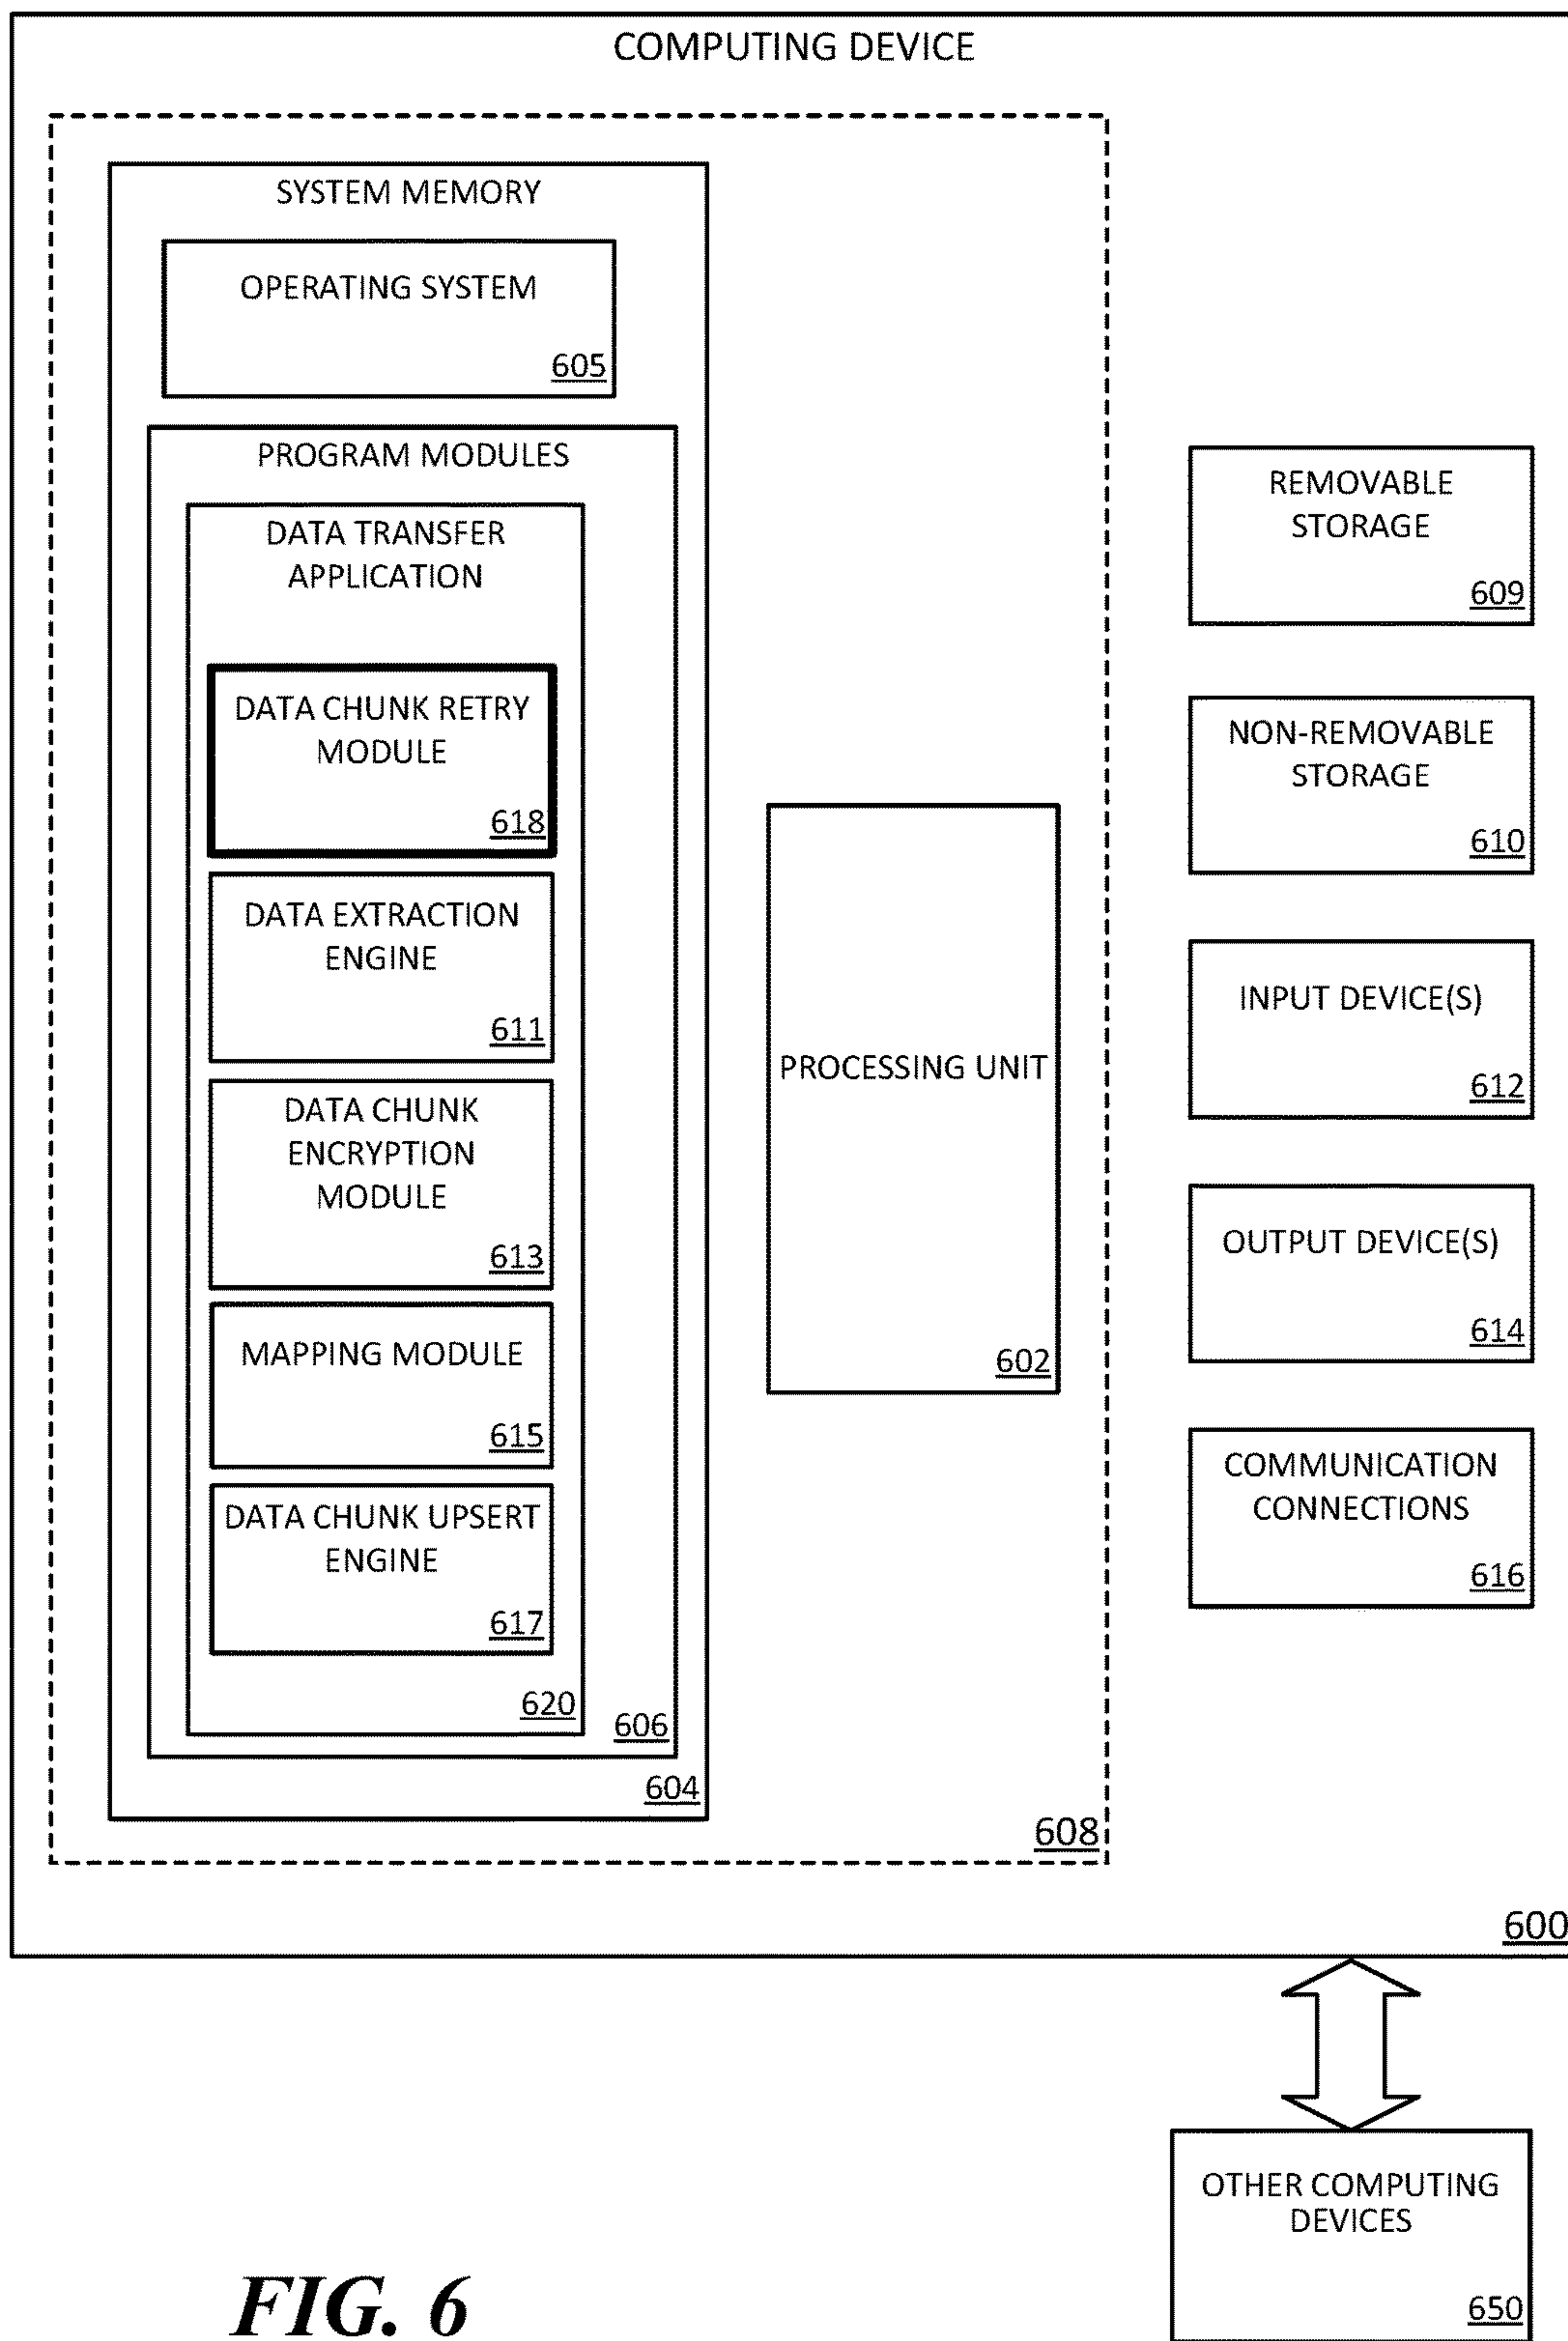 COMPUTING DEVICE
SYSTEM MEMORY
OPERATING SYSTEM
605
PROGRAM MODULES
DATA TRANSFER
APPLICATION
DATA CHUNK RETRY
MODULE
618
DATA EXTRACTION
ENGINE
611
DATA CHUNK
ENCRYPTION
MODULE
613
MAPPING MODULE
615
DATA CHUNK UPSERT
ENGINE
617
620
606
604
PROCESSING UNIT
602
608
REMOVABLE
STORAGE
609
NON-REMOVABLE
STORAGE
610
INPUT DEVICE(S)
612
OUTPUT DEVICE(S)
614
COMMUNICATION
CONNECTIONS
616
600
OTHER COMPUTING
DEVICES
650
FIG. 6